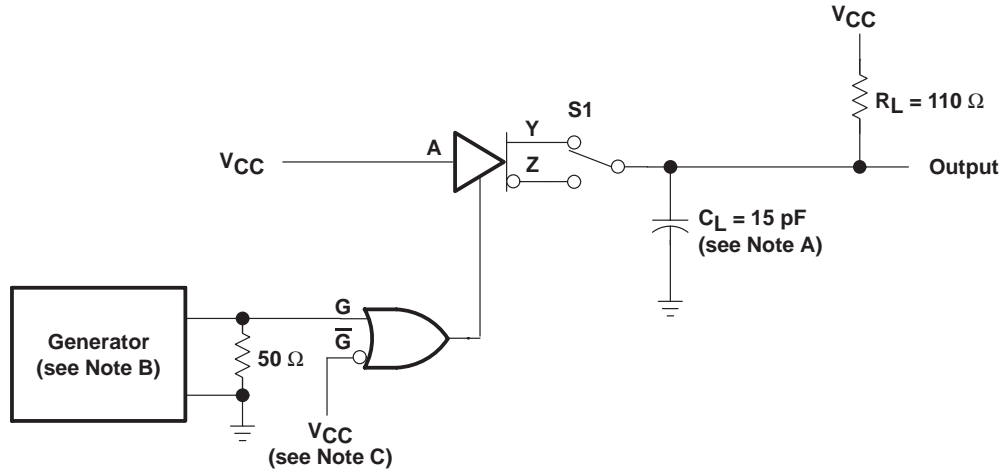 VCC
RL = 110 Ω
S1
Y
A
Z
VCC
Output
CL = 15 pF
(see Note A)
G
G̅
Generator
(see Note B)
50 Ω
VCC
(see Note C)